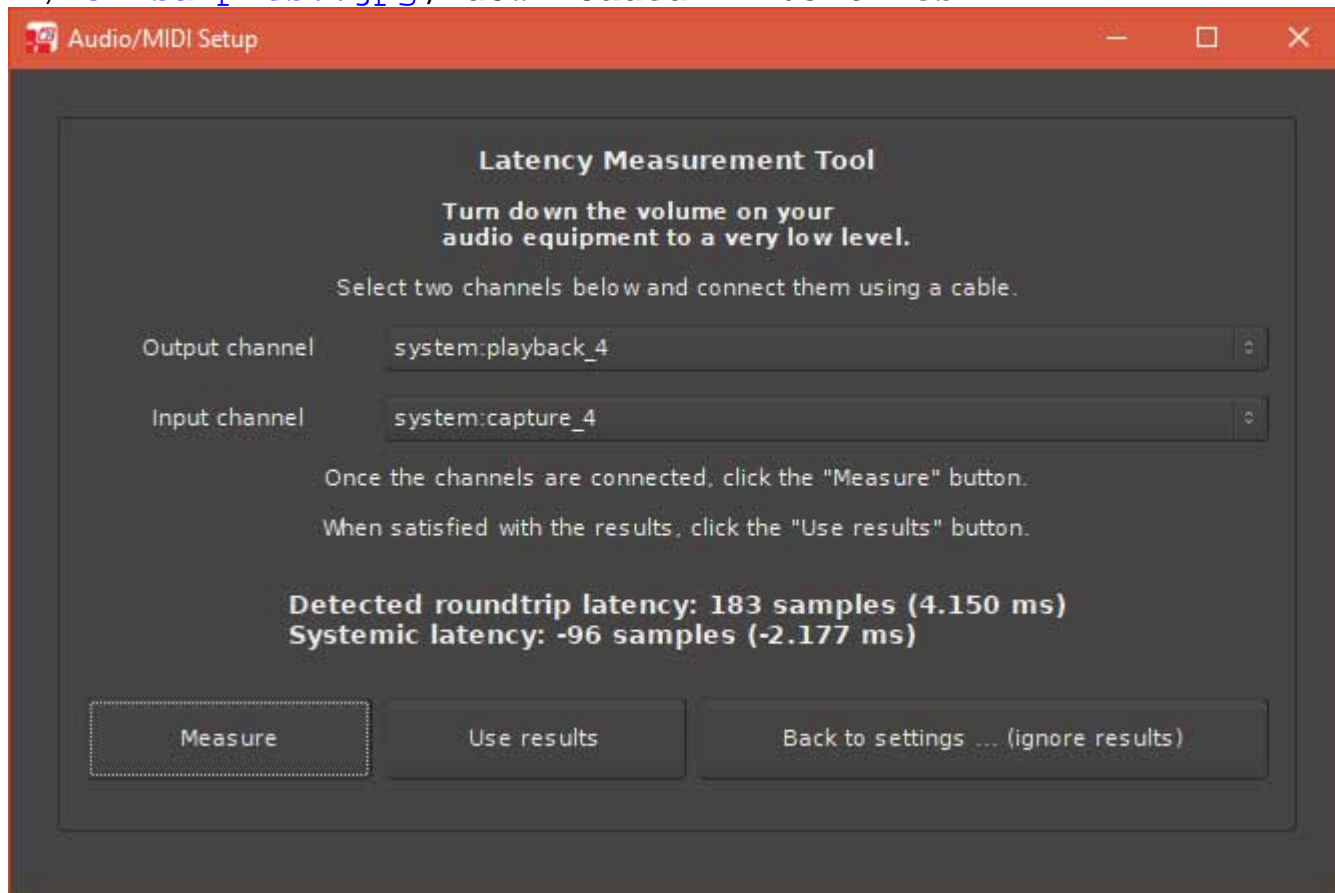 Audio/MIDI Setup
Latency Measurement Tool
Turn down the volume on your
audio equipment to a very low level.
Select two channels below and connect them using a cable.
Output channel system:playback_4
Input channel system:capture_4
Once the channels are connected, click the "Measure" button.
When satisfied with the results, click the "Use results" button.
Detected roundtrip latency: 183 samples (4.150 ms)
Systemic latency: -96 samples (-2.177 ms)
Measure Use results Back to settings ... (ignore results)